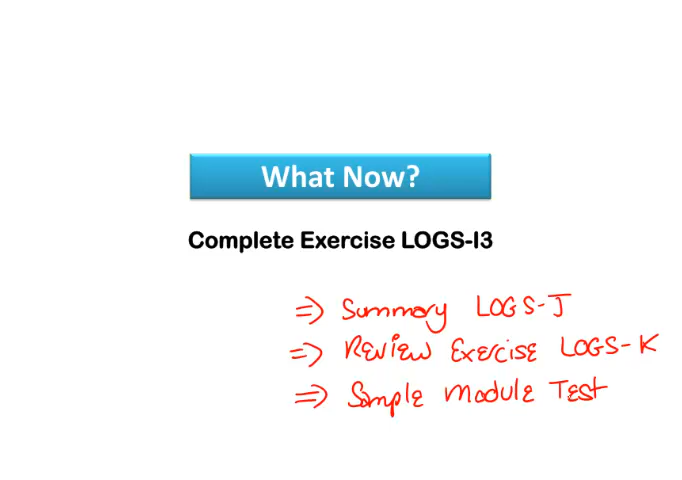 What Now?
Complete Exercise LOGS-I3
⇒ Summary LOGS-J
⇒ Review Exercise LOGS-K
⇒ Sample Module Test